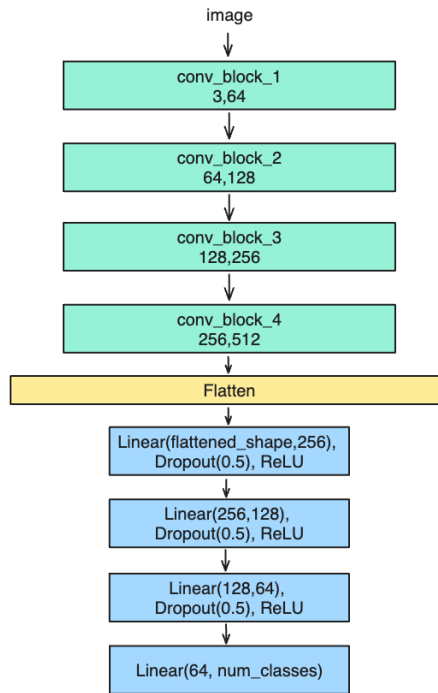 image
conv_block_1
3,64
conv_block_2
64,128
conv_block_3
128,256
conv_block_4
256,512
Flatten
Linear(flattened_shape,256),
Dropout(0.5), ReLU
Linear(256,128),
Dropout(0.5), ReLU
Linear(128,64),
Dropout(0.5), ReLU
Linear(64, num_classes)